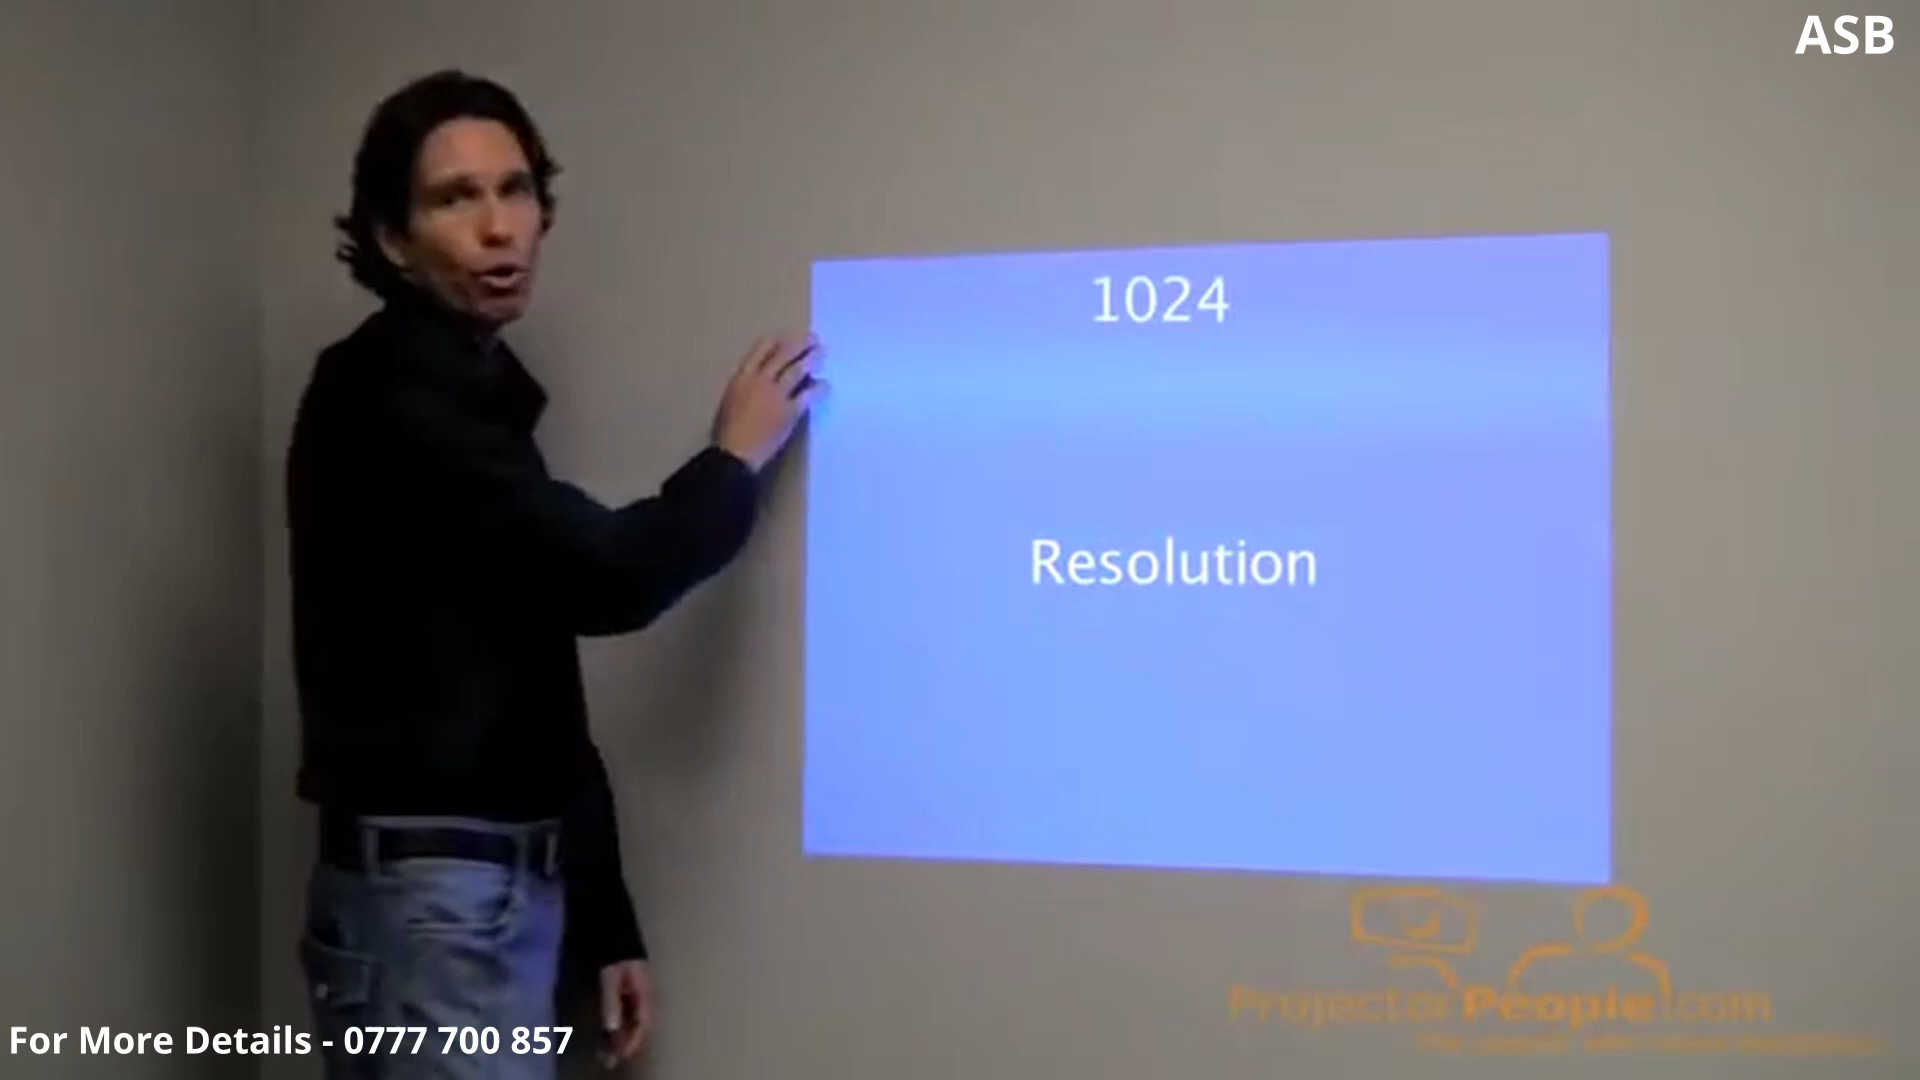 ASB
1024
Resolution
ProjectorPeople.com
For More Details - 0777 700 857